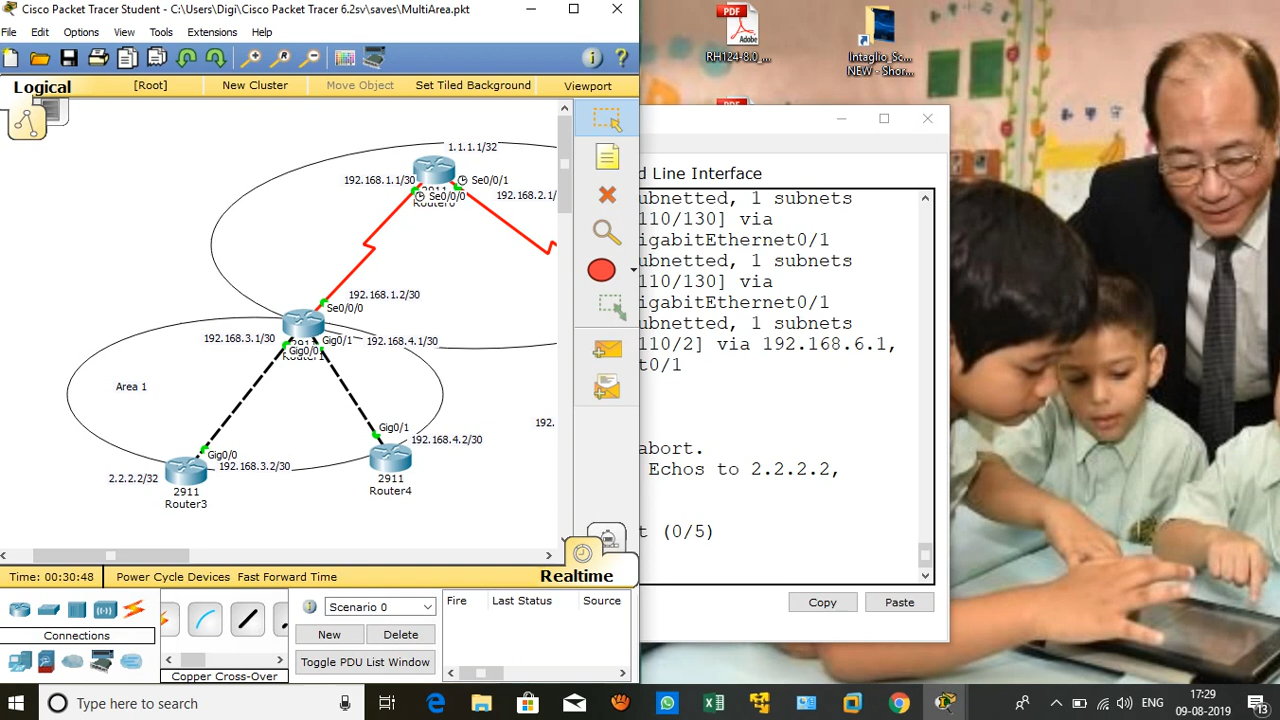 Cisco Packet Tracer Student - C:\Users\Digi\Cisco Packet Tracer 6.2sv\saves\MultiArea.pkt
File Edit Options View Tools Extensions Help
Logical [Root] New Cluster Move Object Set Tiled Background Viewport
1.1.1.1/32
192.168.1.1/30
Se0/0/1
Se0/0/0
192.168.2.1/
2911
192.168.1.2/30
Se0/0/0
192.168.3.1/30
Gig0/1
192.168.4.1/30
Gig0/0
Area 1
192.
Gig0/1
192.168.4.2/30
Gig0/0
192.168.3.2/30
2.2.2.2/32
2911
Router3
2911
Router4
Realtime
Time: 00:30:48 Power Cycle Devices Fast Forward Time
Connections
Copper Cross-Over
Scenario 0
New Delete
Toggle PDU List Window
Fire Last Status Source
d Line Interface
ubnetted, 1 subnets
110/130] via
igabitEthernet0/1
ubnetted, 1 subnets
110/130] via
igabitEthernet0/1
ubnetted, 1 subnets
110/2] via 192.168.6.1,
t0/1
abort.
Echos to 2.2.2.2,
t (0/5)
Copy Paste
PDF
Adobe
RH124-8.0_...
Intaglio_Sc...
NEW - Shor...
PDF
Type here to search
ENG
17:29
09-08-2019
13